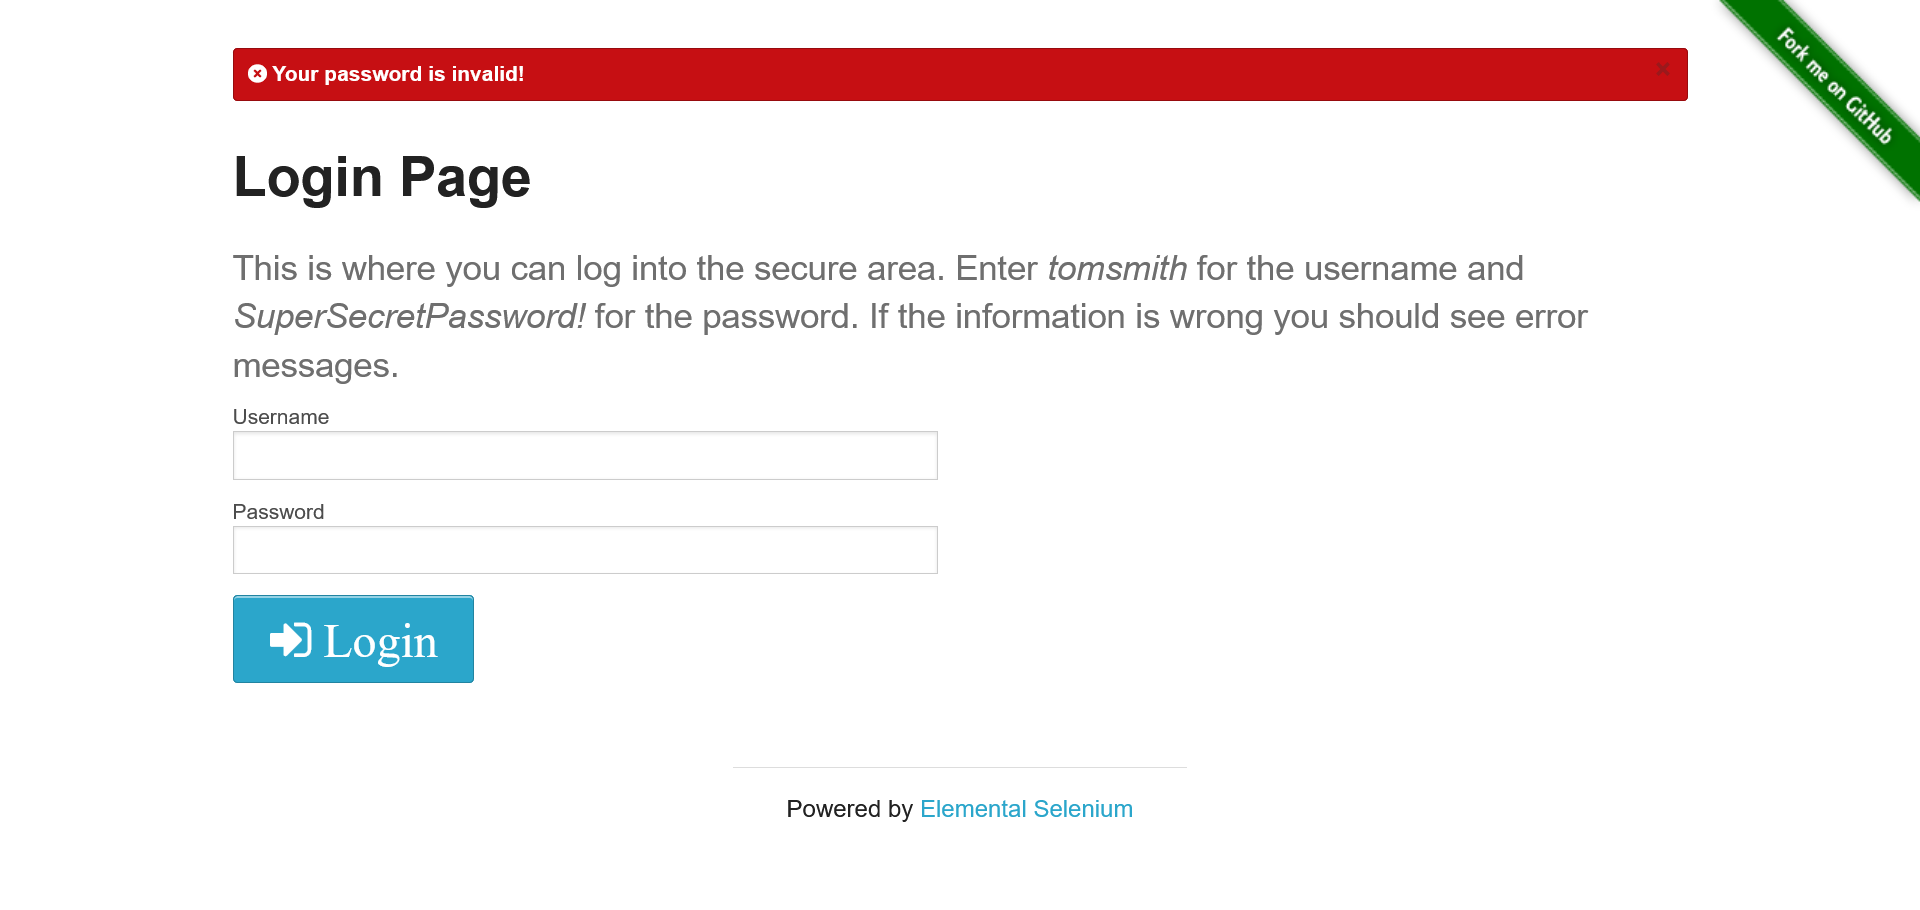 Your password is invalid!
Fork me on GitHub
Login Page
This is where you can log into the secure area. Enter tomsmith for the username and
SuperSecretPassword! for the password. If the information is wrong you should see error
messages.
Username
Password
Login
Powered by Elemental Selenium